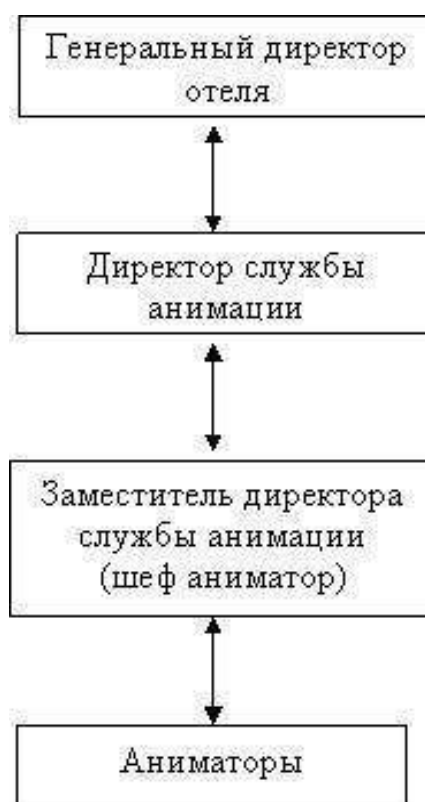 Генеральный директор
отеля
Директор службы
анимации
Заместитель директора
службы анимации
(шеф аниматор)
Аниматоры